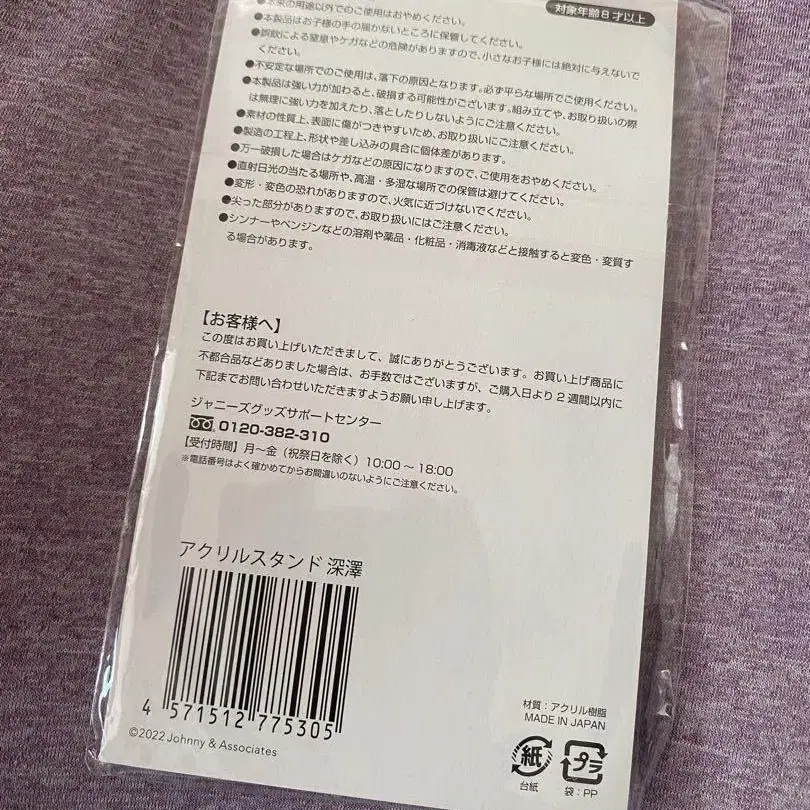 ●本来の用途以外でのご使用はおやめください。
対象年齢8才以上
●本製品はお子様の手の届かないところに保管してください。
●誤飲による窒息やケガなどの危険がありますので、小さなお子様には絶対に与えないで
ください。
●不安定な場所でのご使用は、落下の原因となります。必ず平らな場所でご使用ください。
●本製品は強い力が加わると、破損する可能性がございます。組み立てや、お取り扱いの際
は無理に強い力を加えたり、落としたりしないようにご注意ください。
●素材の性質上、表面に傷がつきやすいため、お取り扱いにご注意ください。
●製造の工程上、形状や差し込みの具合に個体差があります。
●万一破損した場合はケガなどの原因になりますので、ご使用をおやめください。
●直射日光の当たる場所や、高温・多湿な場所での保管は避けてください。
●変形・変色の恐れがありますので、火気に近づけないでください。
●尖った部分がありますので、お取り扱いにはご注意ください。
●シンナーやベンジンなどの溶剤や薬品・化粧品・消毒液などと接触すると変色・変質す
る場合があります。
【お客様へ】
この度はお買い上げいただきまして、誠にありがとうございます。お買い上げ商品に
不都合品などありました場合は、お手数ではございますが、ご購入日より2週間以内に
下記までお問い合わせいただきますようお願い申し上げます。
ジャニーズグッズサポートセンター
0120-382-310
【受付時間】月～金（祝祭日を除く）10:00～18:00
※電話番号はよく確かめてからお間違いのないようにご注意ください。
アクリルスタンド 深澤
4 571512 775305
©2022 Johnny & Associates
材質：アクリル樹脂
MADE IN JAPAN
紙
プラ
台紙
袋：PP